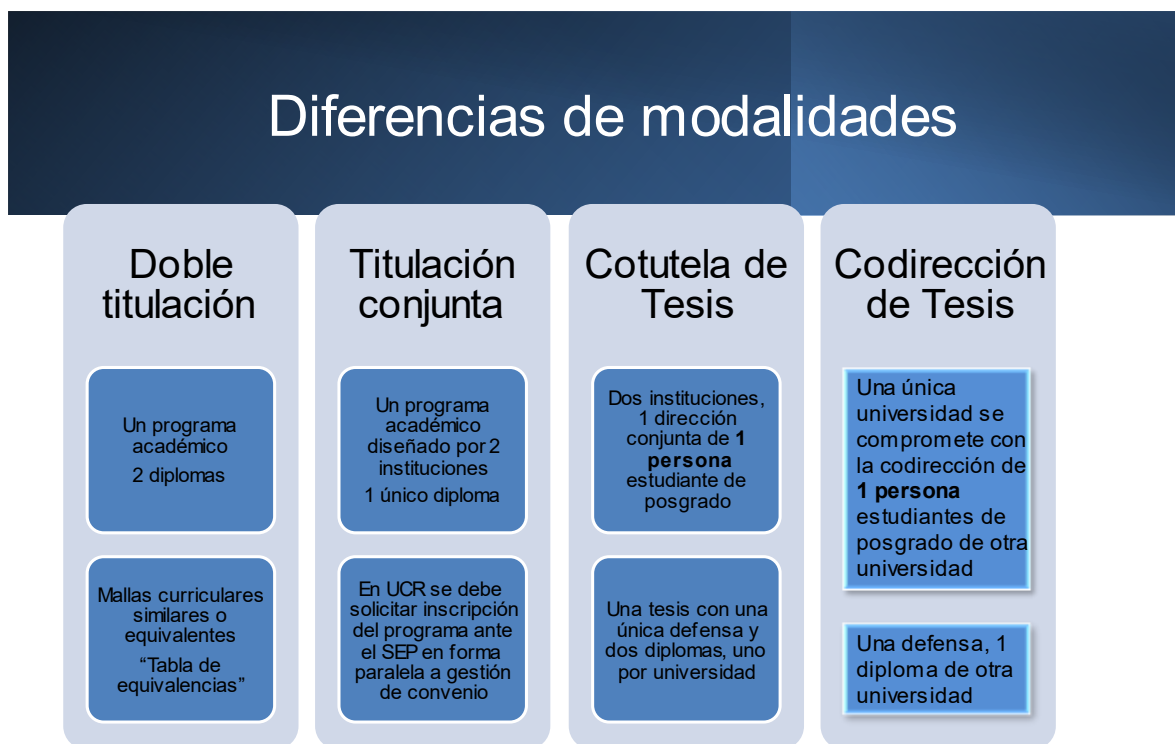 Diferencias de modalidades
Doble
titulación
Un programa
académico
2 diplomas
Mallas curriculares
similares o
equivalentes
“Tabla de
equivalencias”
Titulación
conjunta
Un programa
académico
diseñado por 2
instituciones
1 único diploma
En UCR se debe
solicitar inscripción
del programa ante
el SEP en forma
paralela a gestión
de convenio
Cotutela de
Tesis
Dos instituciones,
1 dirección
conjunta de 1
persona
estudiante de
posgrado
Una tesis con una
única defensa y
dos diplomas, uno
por universidad
Codirección
de Tesis
Una única
universidad se
compromete con
la codirección de
1 persona
estudiantes de
posgrado de otra
universidad
Una defensa, 1
diploma de otra
universidad